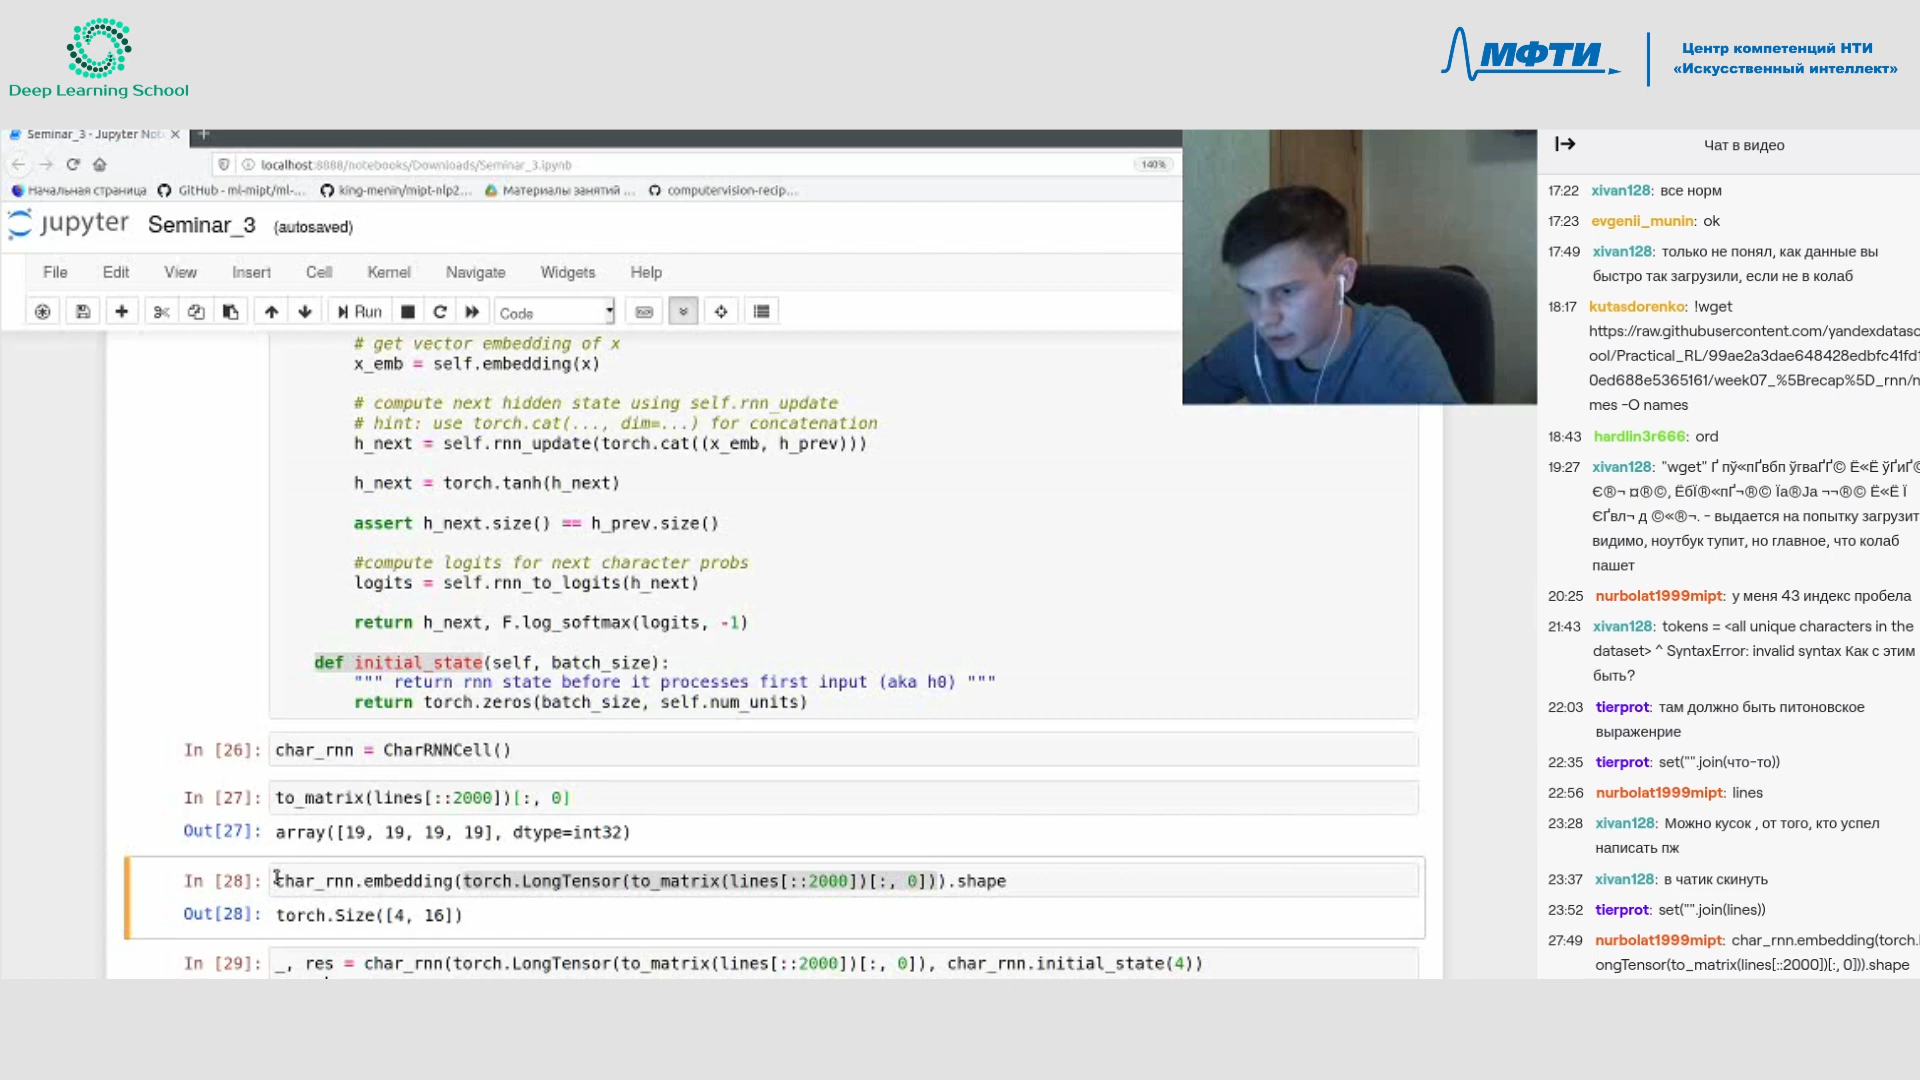 Deep Learning School
МФТИ
Центр компетенций НТИ
«Искусственный интеллект»
Seminar_3 - Jupyter Not
localhost:8888/notebooks/Downloads/Seminar_3.ipynb
140%
Начальная страница
GitHub - ml-mipt/ml-...
king-menin/mipt-nlp2...
Материалы занятий ...
computervision-recip...
jupyter Seminar_3 (autosaved)
File Edit View Insert Cell Kernel Navigate Widgets Help
Run
Code
# get vector embedding of x
x_emb = self.embedding(x)
# compute next hidden state using self.rnn_update
# hint: use torch.cat(..., dim=...) for concatenation
h_next = self.rnn_update(torch.cat((x_emb, h_prev)))
h_next = torch.tanh(h_next)
assert h_next.size() == h_prev.size()
#compute logits for next character probs
logits = self.rnn_to_logits(h_next)
return h_next, F.log_softmax(logits, -1)
def initial_state(self, batch_size):
""" return rnn state before it processes first input (aka h0) """
return torch.zeros(batch_size, self.num_units)
In [26]: char_rnn = CharRNNCell()
In [27]: to_matrix(lines[::2000])[:, 0]
Out[27]: array([19, 19, 19, 19], dtype=int32)
In [28]: char_rnn.embedding(torch.LongTensor(to_matrix(lines[::2000])[:, 0])).shape
Out[28]: torch.Size([4, 16])
In [29]: _, res = char_rnn(torch.LongTensor(to_matrix(lines[::2000])[:, 0]), char_rnn.initial_state(4))
Чат в видео
17:22 xivan128: все норм
17:23 evgenii_munin: ok
17:49 xivan128: только не понял, как данные вы
быстро так загрузили, если не в колаб
18:17 kutasdorenko: !wget
https://raw.githubusercontent.com/yandexdatasc
ool/Practical_RL/99ae2a3dae648428edbfc41fd1
0ed688e5365161/week07_%5Brecap%5D_rnn/n
mes -O names
18:43 hardlin3r666: ord
19:27 xivan128: "wget"
- выдается на попытку загрузит
видимо, ноутбук тупит, но главное, что колаб
пашет
20:25 nurbolat1999mipt: у меня 43 индекс пробела
21:43 xivan128: tokens = <all unique characters in the
dataset> ^ SyntaxError: invalid syntax Как с этим
быть?
22:03 tierprot: там должно быть питоновское
выраженрие
22:35 tierprot: set("".join(что-то))
22:56 nurbolat1999mipt: lines
23:28 xivan128: Можно кусок , от того, кто успел
написать пж
23:37 xivan128: в чатик скинуть
23:52 tierprot: set("".join(lines))
27:49 nurbolat1999mipt: char_rnn.embedding(torch.L
ongTensor(to_matrix(lines[::2000])[:, 0])).shape